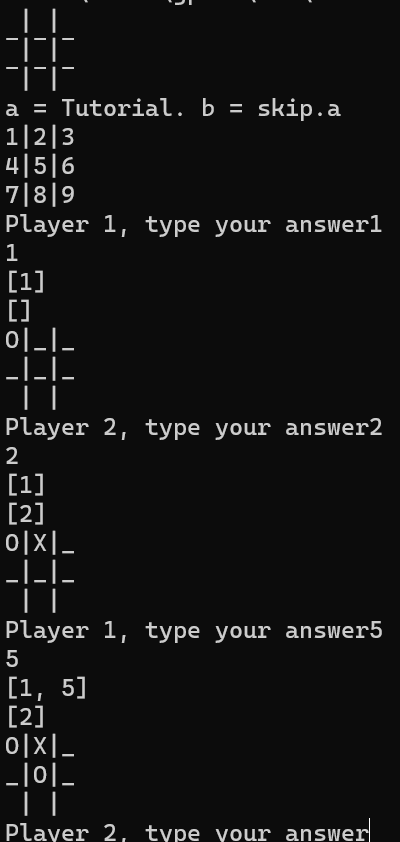 | |
_|_|_
_|_|_
 | |
a = Tutorial. b = skip.a
1|2|3
4|5|6
7|8|9
Player 1, type your answer1
1
[1]
[]
O|_|_
_|_|_
 | |
Player 2, type your answer2
2
[1]
[2]
O|X|_
_|_|_
 | |
Player 1, type your answer5
5
[1, 5]
[2]
O|X|_
_|O|_
 | |
Player 2, type your answer